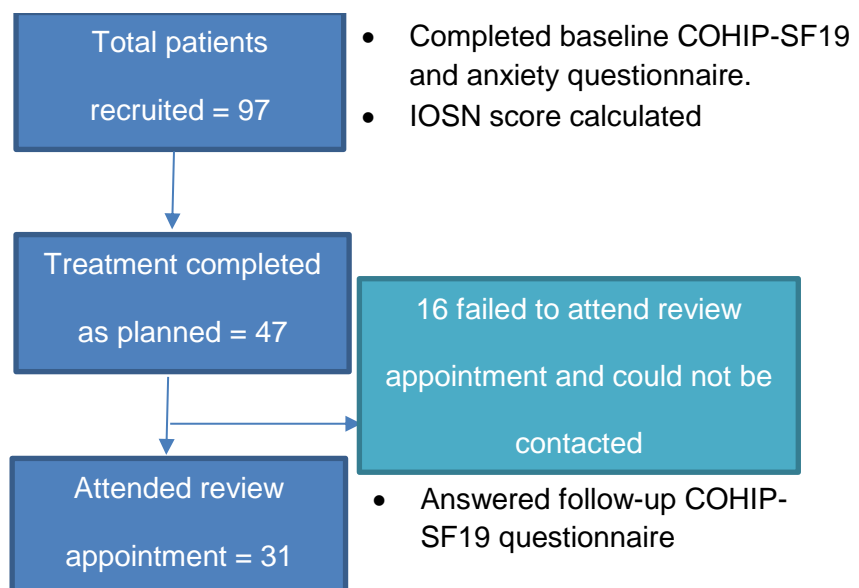 Total patients
recruited = 97
• Completed baseline COHIP-SF19
and anxiety questionnaire.
• IOSN score calculated
Treatment completed
as planned = 47
16 failed to attend review
appointment and could not be
contacted
Attended review
appointment = 31
• Answered follow-up COHIP-
SF19 questionnaire